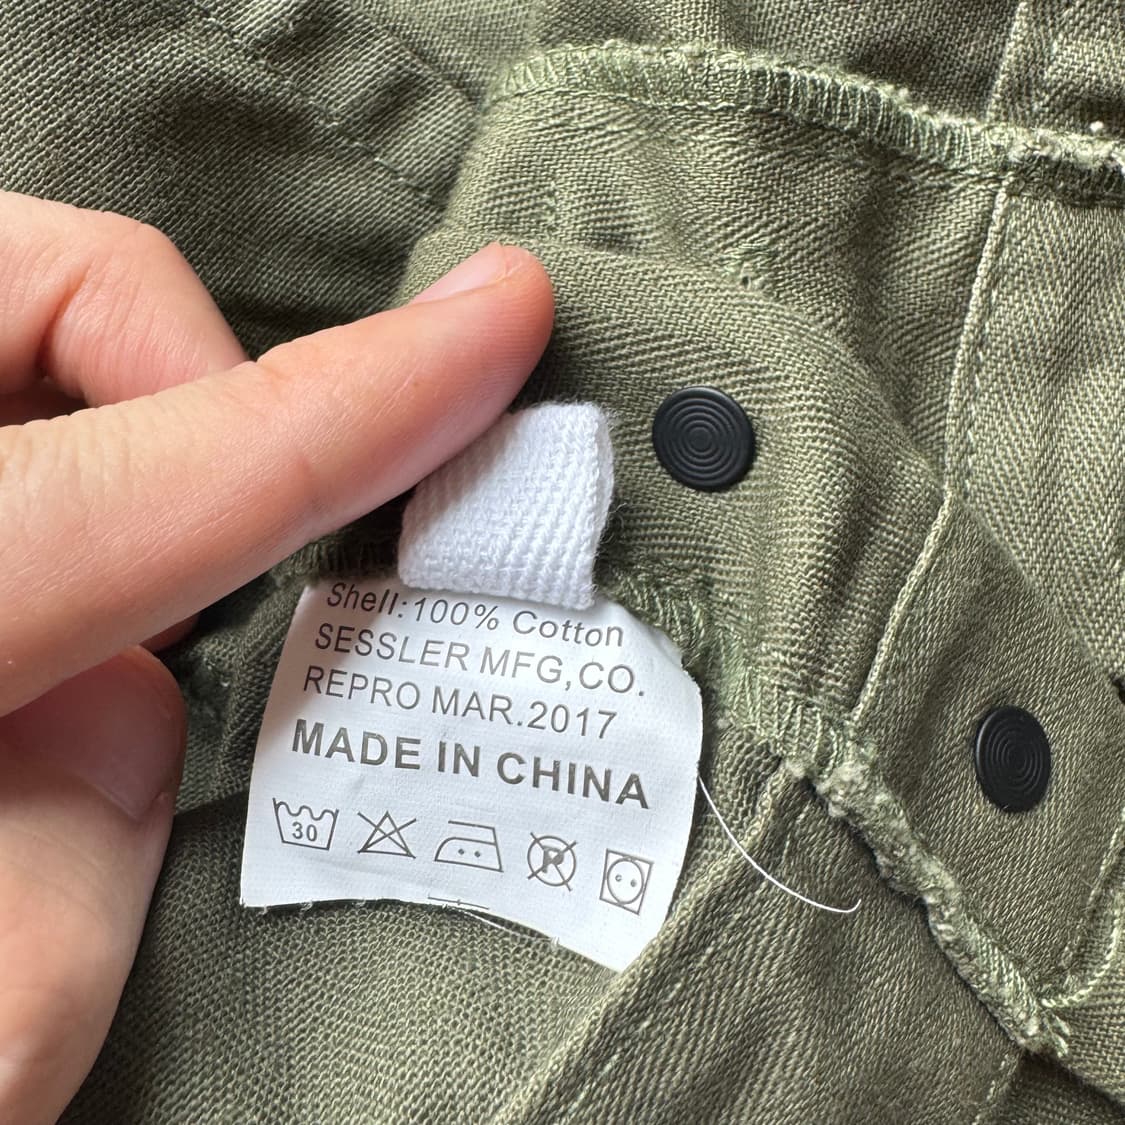 Shell:100% Cotton
SESSLER MFG,CO.
REPRO MAR.2017
MADE IN CHINA
30 P